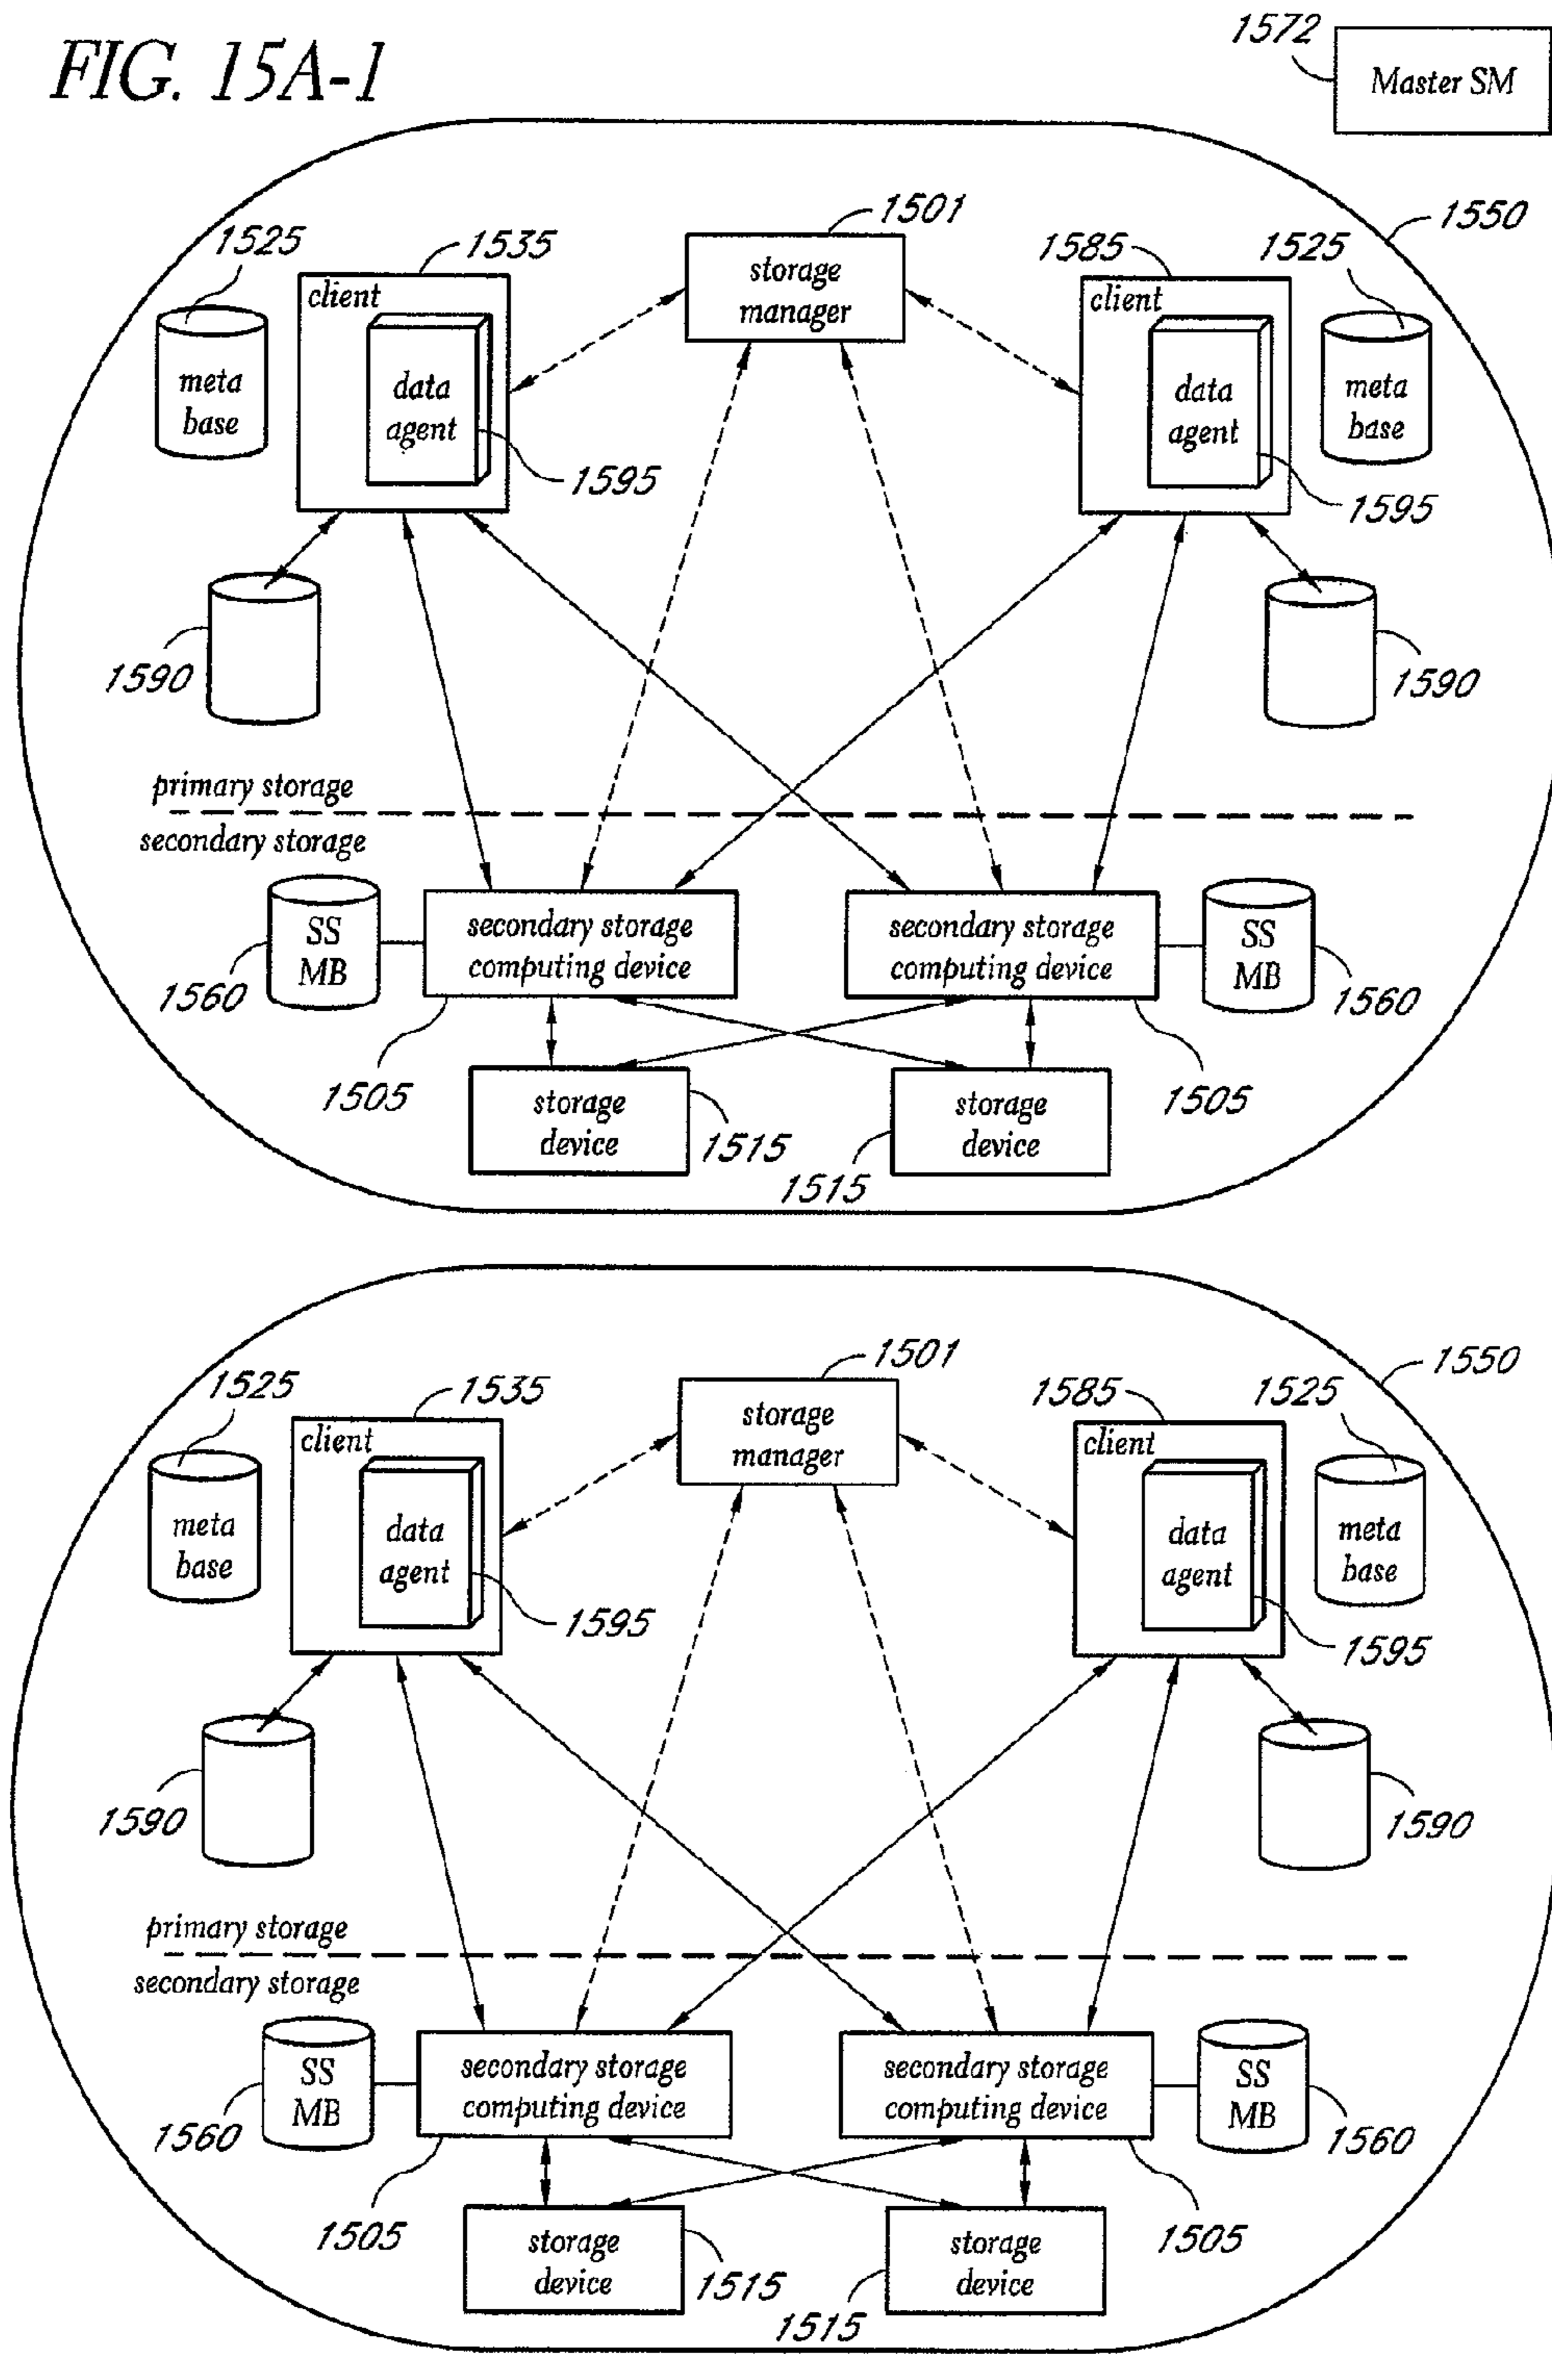 FIG. 15A-1
1572
Master SM
1501
1550
1525
1535
1585
1525
client
storage
manager
client
meta
base
data
agent
data
agent
meta
base
1595
1595
1590
1590
primary storage
secondary storage
SS
MB
secondary storage
computing device
secondary storage
computing device
SS
MB
1560
1560
1505
storage
device
1515
storage
device
1505
1515
1501
1550
1525
1535
1585
1525
client
storage
manager
client
meta
base
data
agent
data
agent
meta
base
1595
1595
1590
1590
primary storage
secondary storage
SS
MB
secondary storage
computing device
secondary storage
computing device
SS
MB
1560
1560
1505
storage
device
1515
storage
device
1505
1515